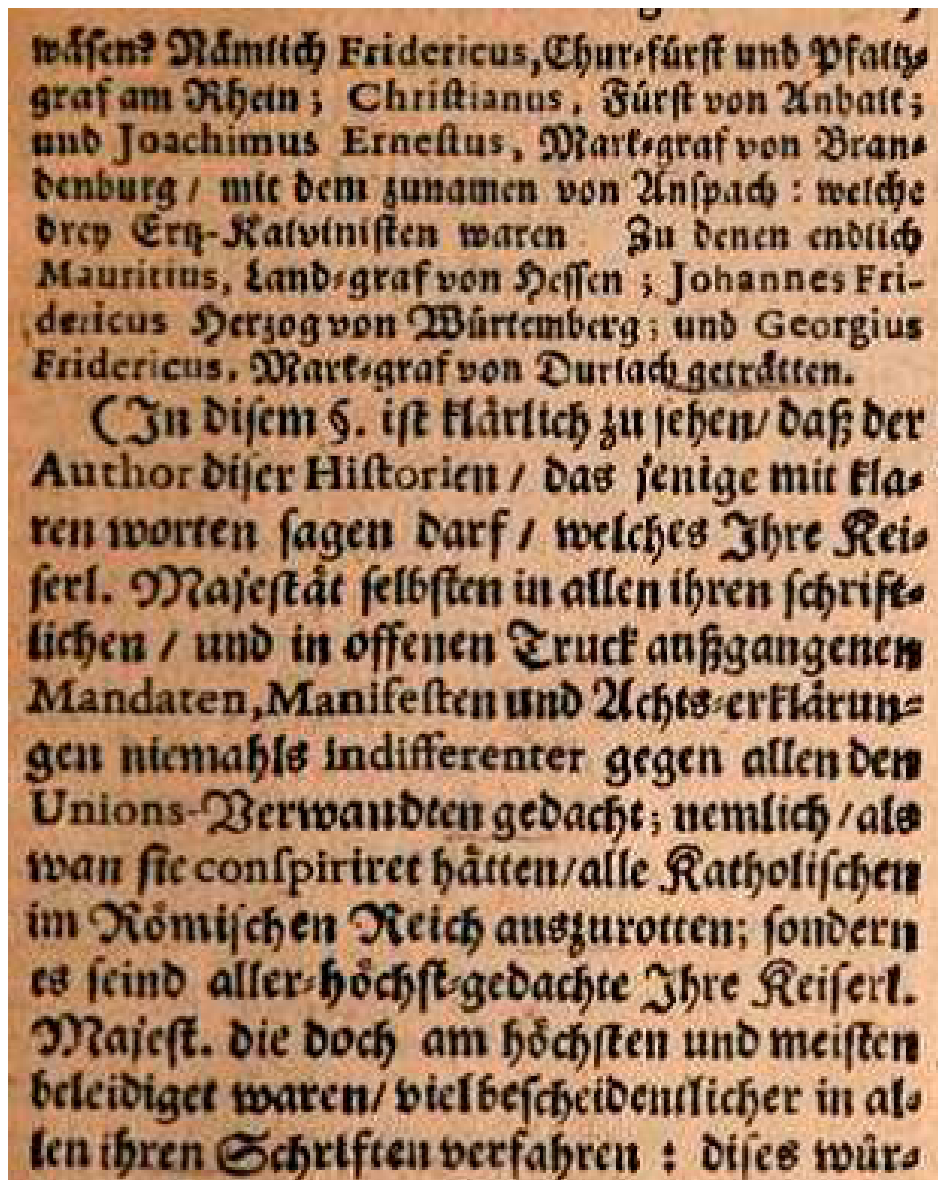 wäſen? Nämlich Fridericus, Chur⸗fürſt und Pfaltz⸗
graf am Rhein; Chriſtianus, Fürſt von Anhalt;
und Joachimus Erneſtus, Mark⸗graf von Bran⸗
denburg / mit dem zunamen von Anſpach : welche
drey Ertz-Kalviniſten waren Zu denen endlich
Mauritius, Land⸗graf von Heſſen ; Johannes Fri-
dericus Herzog von Würtemberg; und Georgius
Fridericus, Mark⸗graf von Durlach geträtten.
(In diſem §. iſt klärlich zu ſehen/ daß der
Author diſer Hiſtorien / das jenige mit kla⸗
ren worten ſagen darf / welches Ihre Kei⸗
ſerl. Majeſtät ſelbſten in allen ihren ſchrift⸗
lichen / und in offenen Truck außgangenen
Mandaten, Manifeſten und Achts⸗erklärun⸗
gen niemahls indifferenter gegen allen den
Unions-Verwandten gedacht; nemlich / als
wan ſie conſpiriret hätten/ alle Katholiſchen
im Römiſchen Reich auszurotten; ſondern
es ſeind aller⸗höchſt⸗gedachte Ihre Keiſerl.
Majeſt. die doch am höchſten und meiſten
beleidiget waren/ viel beſcheidentlicher in al⸗
len ihren Schriften verfahren : diſes wür⸗